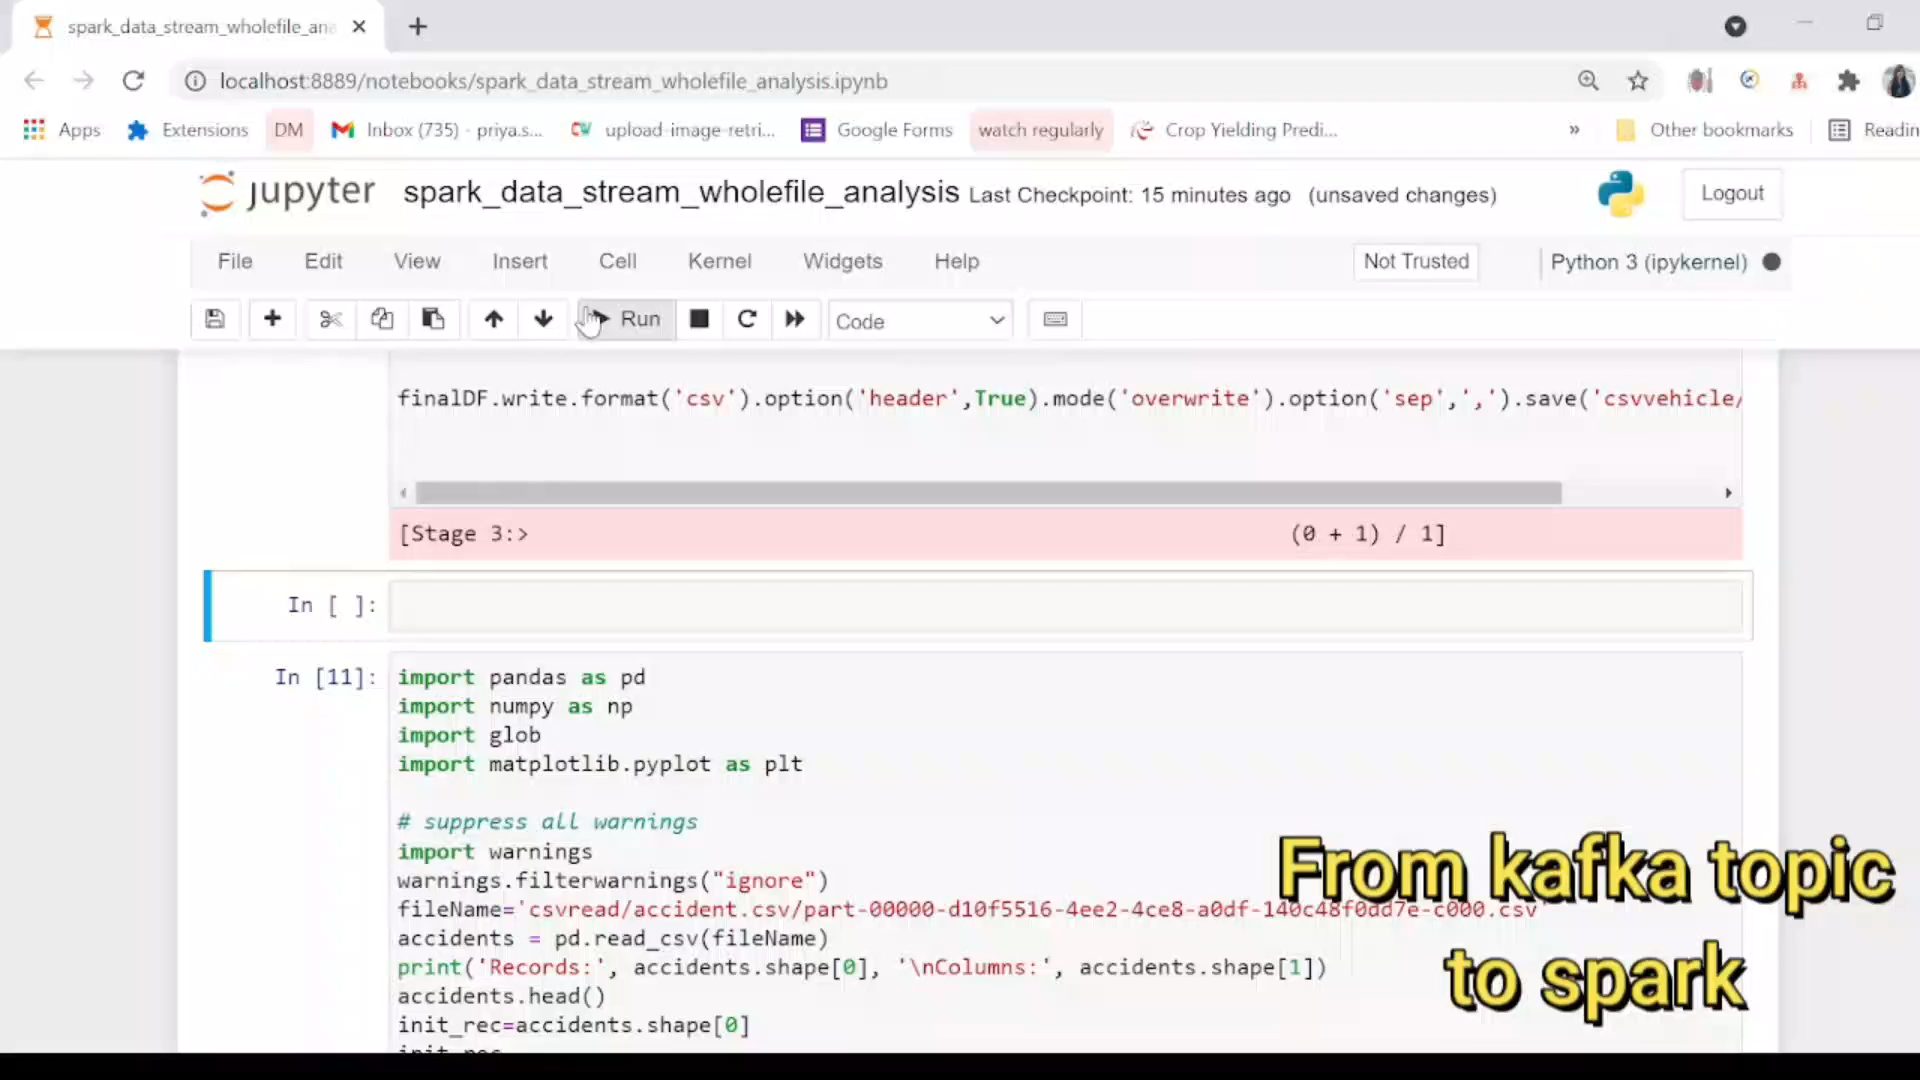 spark_data_stream_wholefile_ana
localhost:8889/notebooks/spark_data_stream_wholefile_analysis.ipynb
Apps Extensions DM Inbox (735) - priya.s... upload-image-retri... Google Forms watch regularly Crop Yielding Predi... » Other bookmarks Readin
jupyter spark_data_stream_wholefile_analysis Last Checkpoint: 15 minutes ago (unsaved changes) Logout
File Edit View Insert Cell Kernel Widgets Help Not Trusted Python 3 (ipykernel)
Run Code
finalDF.write.format('csv').option('header',True).mode('overwrite').option('sep',',').save('csvvehicle/
[Stage 3:> (0 + 1) / 1]
In [ ]:
In [11]: import pandas as pd
import numpy as np
import glob
import matplotlib.pyplot as plt
# suppress all warnings
import warnings
warnings.filterwarnings("ignore")
fileName='csvread/accident.csv/part-00000-d10f5516-4ee2-4ce8-a0df-140c48f0dd7e-c000.csv'
accidents = pd.read_csv(fileName)
print('Records:', accidents.shape[0], '\nColumns:', accidents.shape[1])
accidents.head()
init_rec=accidents.shape[0]
init_rec
From kafka topic
to spark